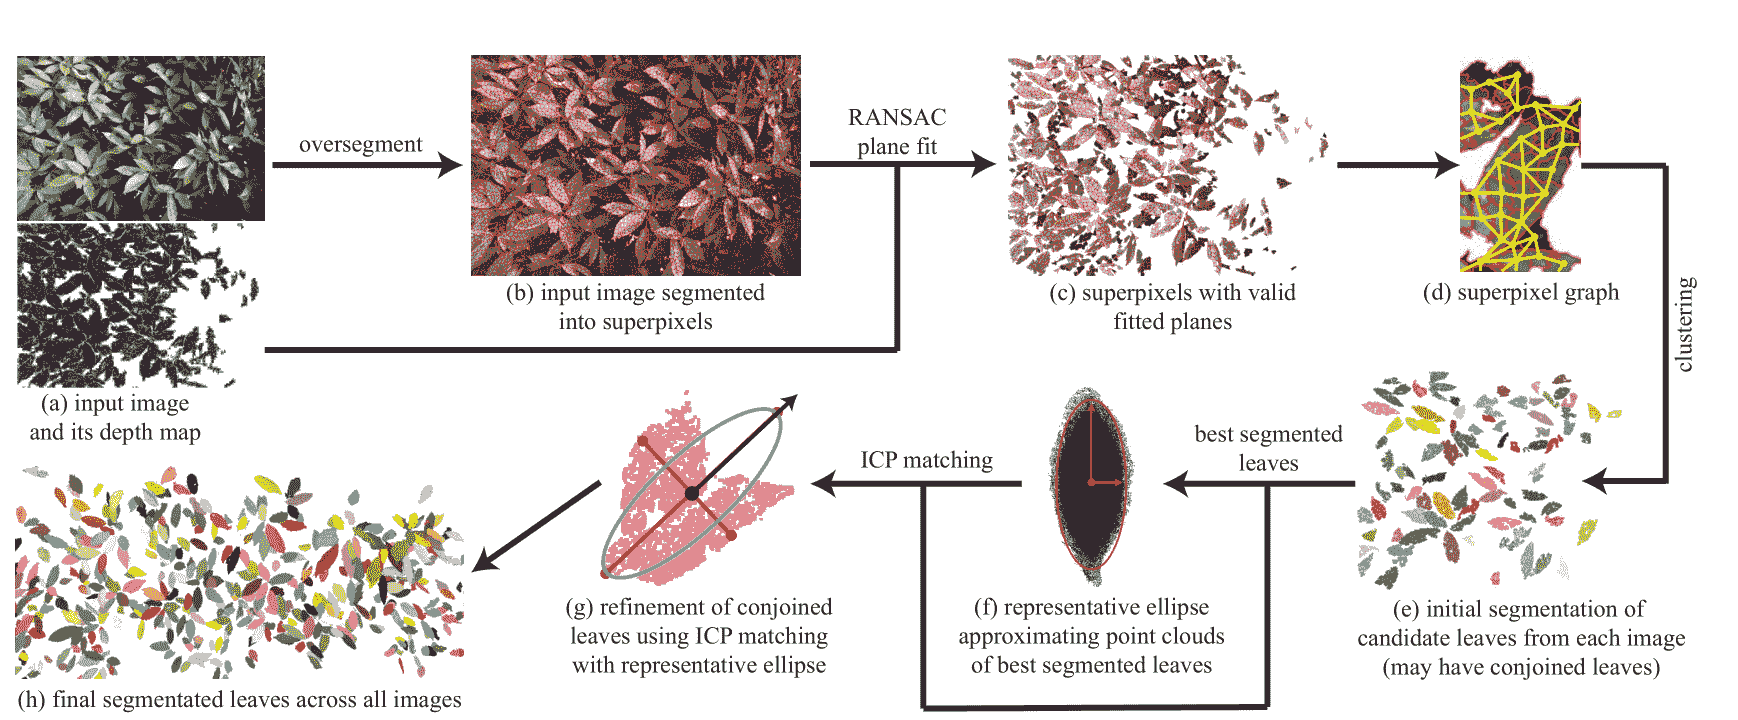 oversegment
RANSAC
plane fit
(a) input image
and its depth map
(b) input image segmented
into superpixels
(c) superpixels with valid
fitted planes
(d) superpixel graph
clustering
best segmented
leaves
ICP matching
(e) initial segmentation of
candidate leaves from each image
(may have conjoined leaves)
(f) representative ellipse
approximating point clouds
of best segmented leaves
(g) refinement of conjoined
leaves using ICP matching
with representative ellipse
(h) final segmentated leaves across all images